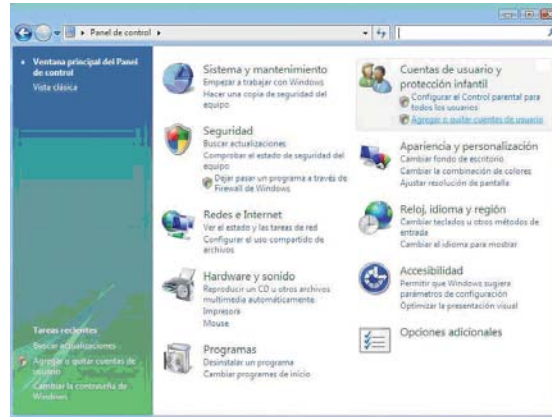 Panel de control
Ventana principal del Panel
de control
Vista clásica
Tareas recientes
Buscar actualizaciones
Agregar o quitar cuentas de
usuario
Cambiar la contraseña de
Windows
Sistema y mantenimiento
Empezar a trabajar con Windows
Hacer una copia de seguridad del
equipo
Seguridad
Buscar actualizaciones
Comprobar el estado de seguridad del
equipo
Dejar pasar un programa a través de
Firewall de Windows
Redes e Internet
Ver el estado y las tareas de red
Configurar el uso compartido de
archivos
Hardware y sonido
Reproducir un CD u otros archivos
multimedia automáticamente.
Impresora
Mouse
Programas
Desinstalar un programa
Cambiar programas de inicio
Cuentas de usuario y
protección infantil
Configurar el Control parental para
todos los usuarios
Agregar o quitar cuentas de usuario
Apariencia y personalización
Cambiar fondo de escritorio
Cambiar la combinación de colores
Ajustar resolución de pantalla
Reloj, idioma y región
Cambiar teclados u otros métodos de
entrada
Cambiar el idioma para mostrar
Accesibilidad
Permitir que Windows sugiera
parámetros de configuración
Optimizar la presentación visual
Opciones adicionales